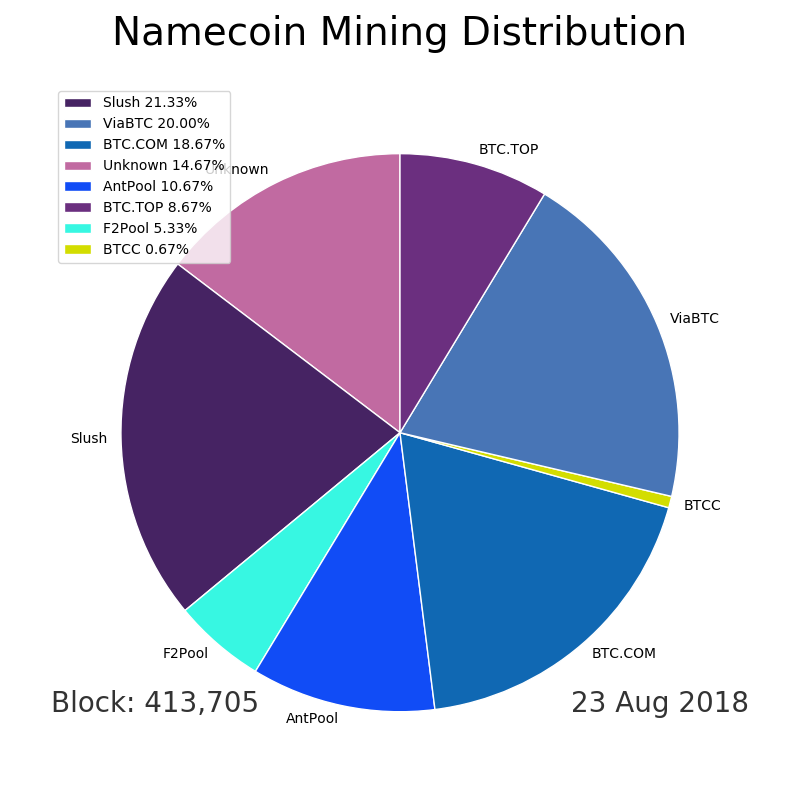 Namecoin Mining Distribution
Slush 21.33%
ViaBTC 20.00%
BTC.COM 18.67%
Unknown 14.67%
AntPool 10.67%
BTC.TOP 8.67%
F2Pool 5.33%
BTCC 0.67%
Unknown
BTC.TOP
ViaBTC
Slush
BTCC
F2Pool
BTC.COM
AntPool
Block: 413,705
23 Aug 2018